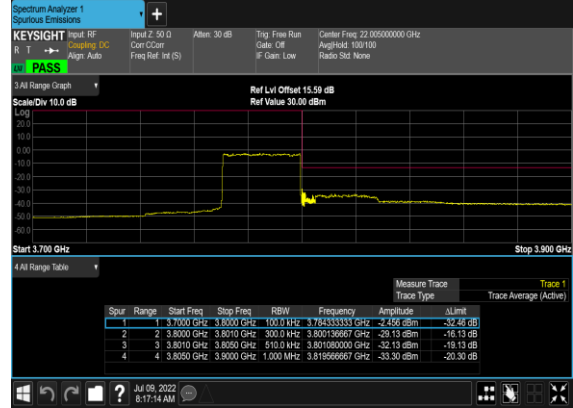 Spectrum Analyzer 1
Spurious Emissions
+
KEYSIGHT Input: RF Input Z: 50 Ω Atten: 30 dB Trig: Free Run Center Freq: 22.005000000 GHz
R T Coupling: DC Corr CCorr Gate: Off Avg|Hold: 100/100
Align: Auto Freq Ref: Int (S) IF Gain: Low Radio Std: None
PASS
3 All Range Graph
Ref Lvl Offset 15.59 dB
Scale/Div 10.0 dB Ref Value 30.00 dBm
Log
20.0
10.0
0.00
-10.0
-20.0
-30.0
-40.0
-50.0
-60.0
Start 3.700 GHz Stop 3.900 GHz
4 All Range Table
Measure Trace Trace 1
Trace Type Trace Average (Active)
Spur Range Start Freq Stop Freq RBW Frequency Amplitude ΔLimit
1 1 3.7000 GHz 3.8000 GHz 100.0 kHz 3.784333333 GHz -2.456 dBm -32.46 dB
2 2 3.8000 GHz 3.8010 GHz 300.0 kHz 3.800136667 GHz -29.13 dBm -16.13 dB
3 3 3.8010 GHz 3.8050 GHz 510.0 kHz 3.801080000 GHz -32.13 dBm -19.13 dB
4 4 3.8050 GHz 3.9000 GHz 1.000 MHz 3.819566667 GHz -33.30 dBm -20.30 dB
? Jul 09, 2022
8:17:14 AM